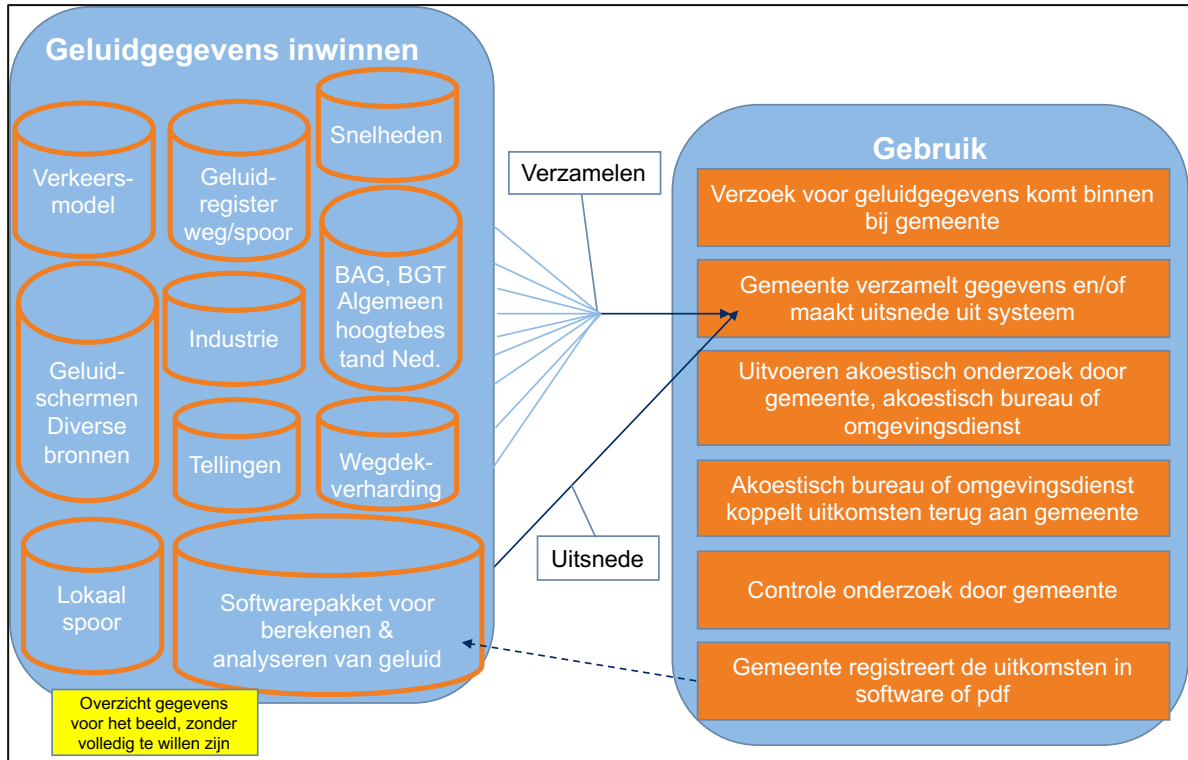 Geluidgegevens inwinnen
Verkeers-
model
Geluid-
register
weg/spoor
Snelheden
Geluid-
schermen
Diverse
bronnen
Industrie
BAG, BGT
Algemeen
hoogtebes
tand Ned.
Tellingen
Wegdek-
verharding
Lokaal
spoor
Softwarepakket voor
berekenen &
analyseren van geluid
Overzicht gegevens
voor het beeld, zonder
volledig te willen zijn
Verzamelen
Uitsnede
Gebruik
Verzoek voor geluidgegevens komt binnen
bij gemeente
Gemeente verzamelt gegevens en/of
maakt uitsnede uit systeem
Uitvoeren akoestisch onderzoek door
gemeente, akoestisch bureau of
omgevingsdienst
Akoestisch bureau of omgevingsdienst
koppelt uitkomsten terug aan gemeente
Controle onderzoek door gemeente
Gemeente registreert de uitkomsten in
software of pdf